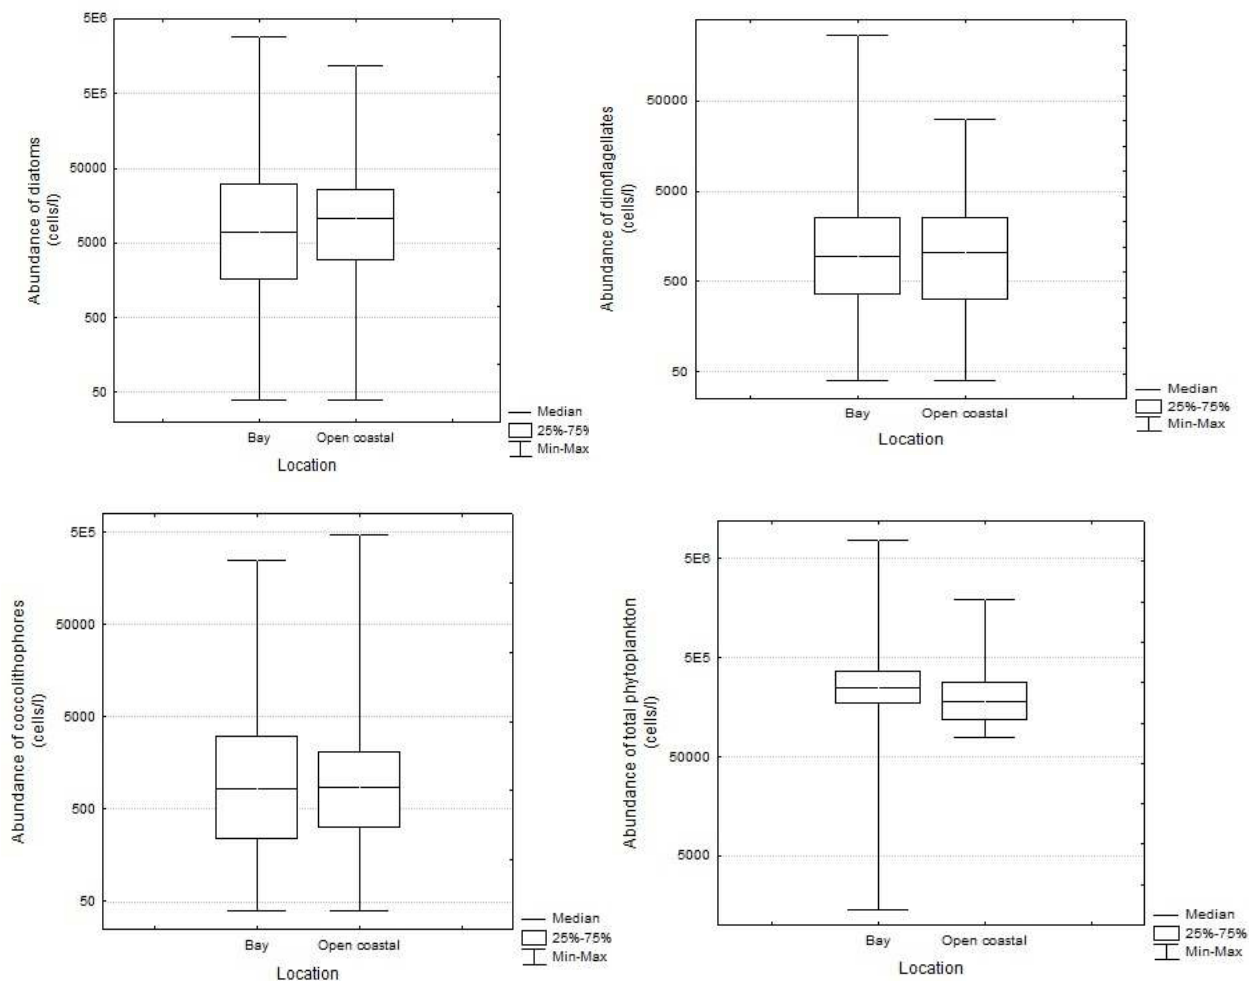 Abundance of diatoms
(cells/l)
5E6
5E5
50000
5000
500
50
Bay
Open coastal
Location
Median
25%-75%
Min-Max
Abundance of dinoflagellates
(cells/l)
50000
5000
500
50
Bay
Open coastal
Location
Median
25%-75%
Min-Max
Abundance of coccolithophores
(cells/l)
5E5
50000
5000
500
50
Bay
Open coastal
Location
Median
25%-75%
Min-Max
Abundance of total phytoplankton
(cells/l)
5E6
5E5
50000
5000
Bay
Open coastal
Location
Median
25%-75%
Min-Max